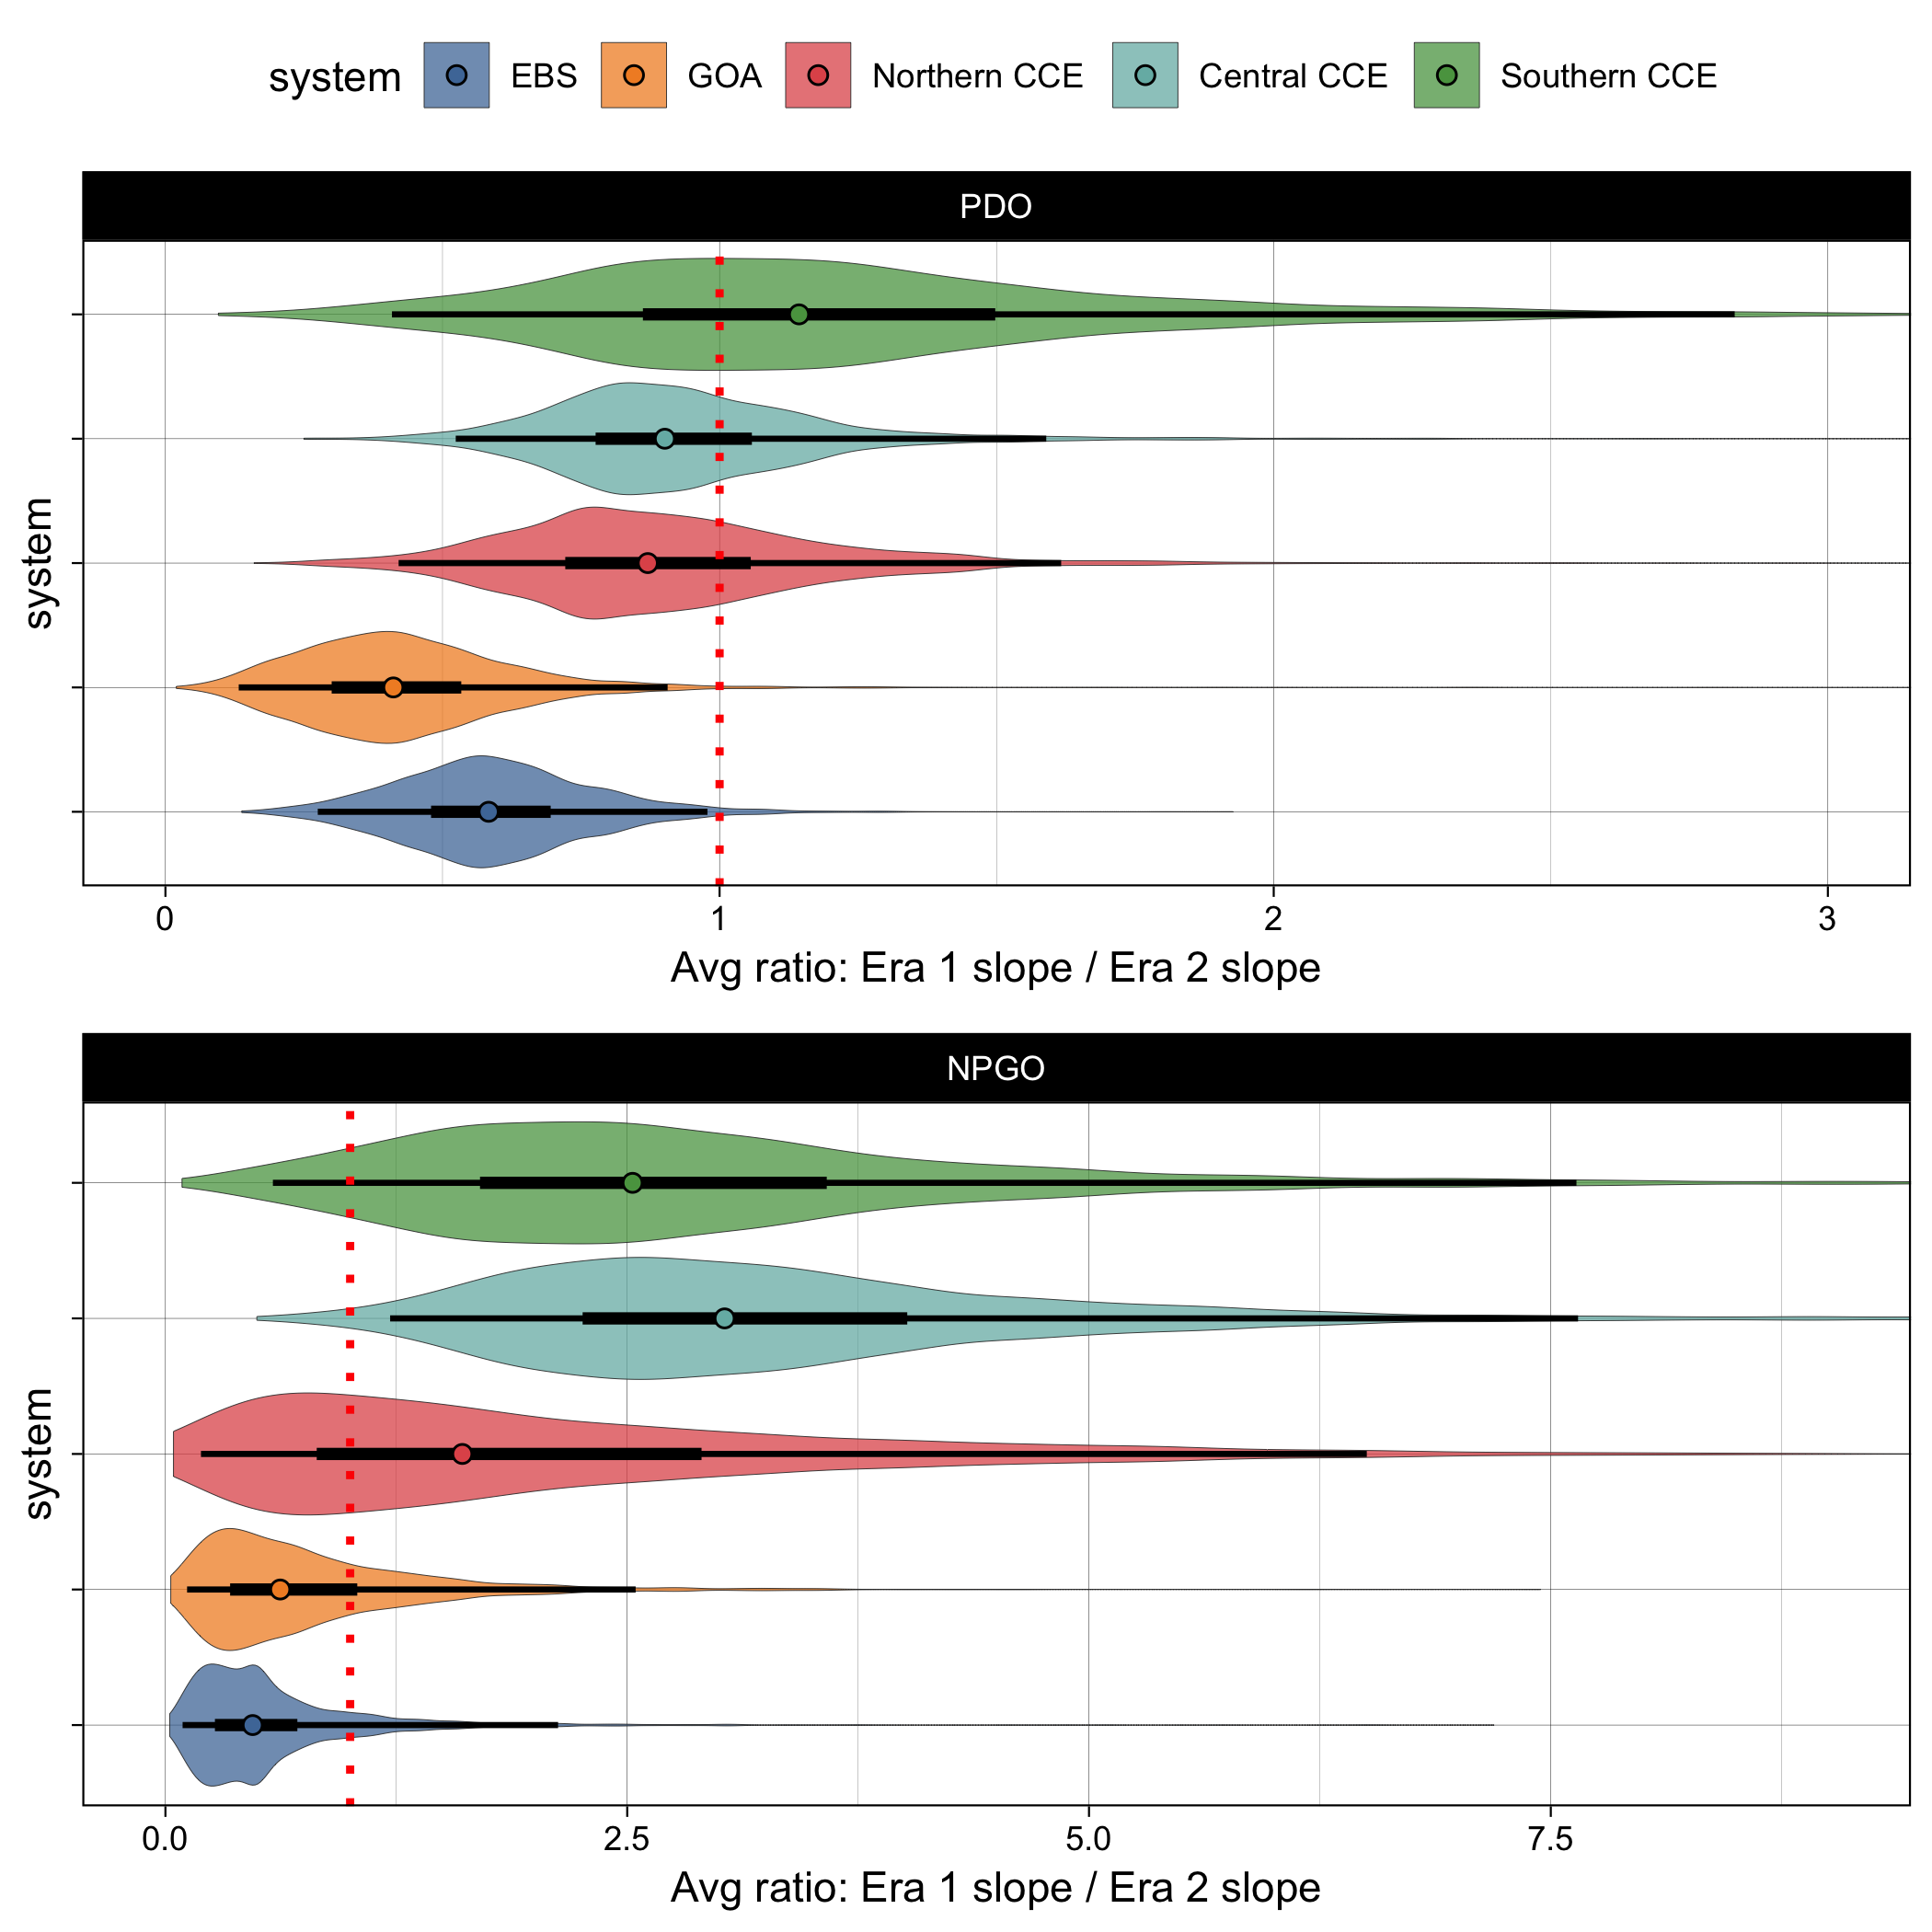 system EBS GOA Northern CCE Central CCE Southern CCE
PDO
system
0 1 2 3
Avg ratio: Era 1 slope / Era 2 slope
NPGO
system
0.0 2.5 5.0 7.5
Avg ratio: Era 1 slope / Era 2 slope